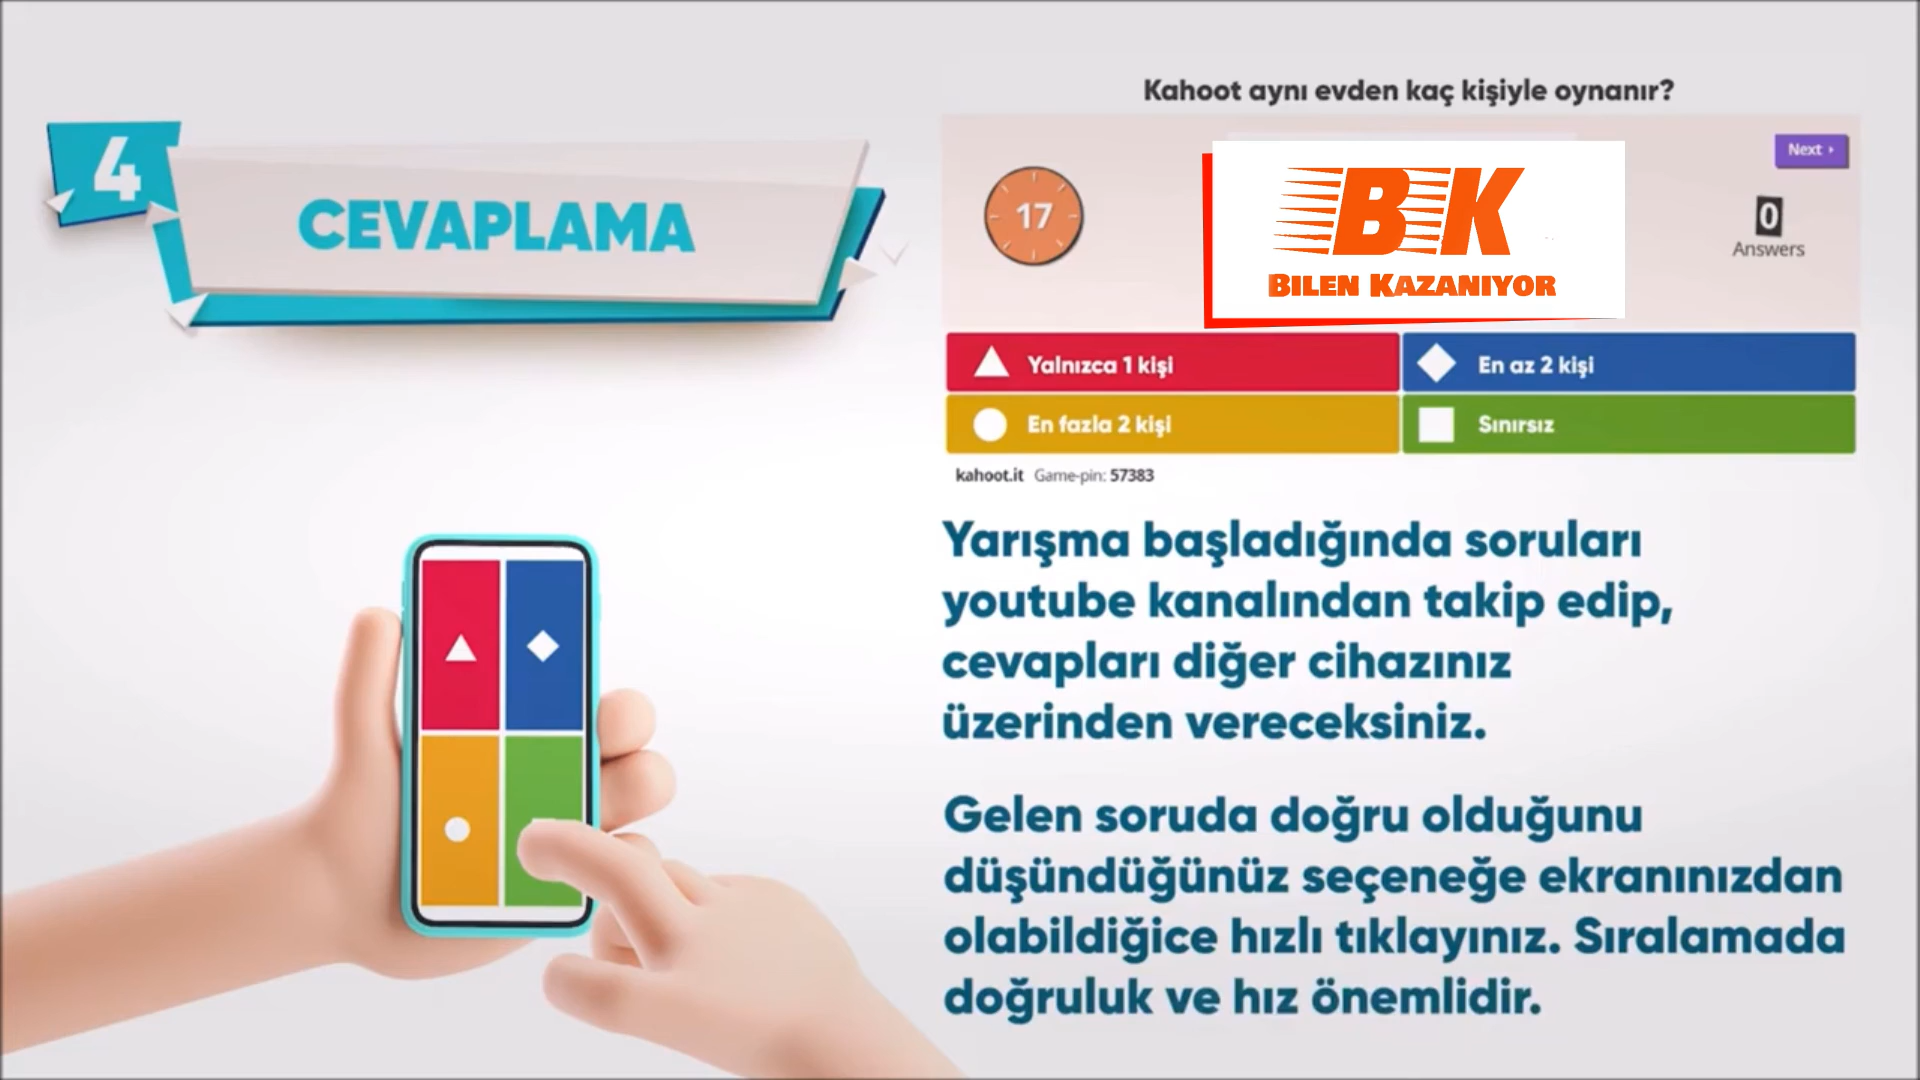 4
CEVAPLAMA
Kahoot aynı evden kaç kişiyle oynanır?
17
BK
BILEN KAZANIYOR
Next
0
Answers
Yalnızca 1 kişi
En az 2 kişi
En fazla 2 kişi
Sınırsız
kahoot.it Game-pin: 57383
Yarışma başladığında soruları
youtube kanalından takip edip,
cevapları diğer cihazınız
üzerinden vereceksiniz.
Gelen soruda doğru olduğunu
düşündüğünüz seçeneğe ekranınızdan
olabildiğice hızlı tıklayınız. Sıralamada
doğruluk ve hız önemlidir.